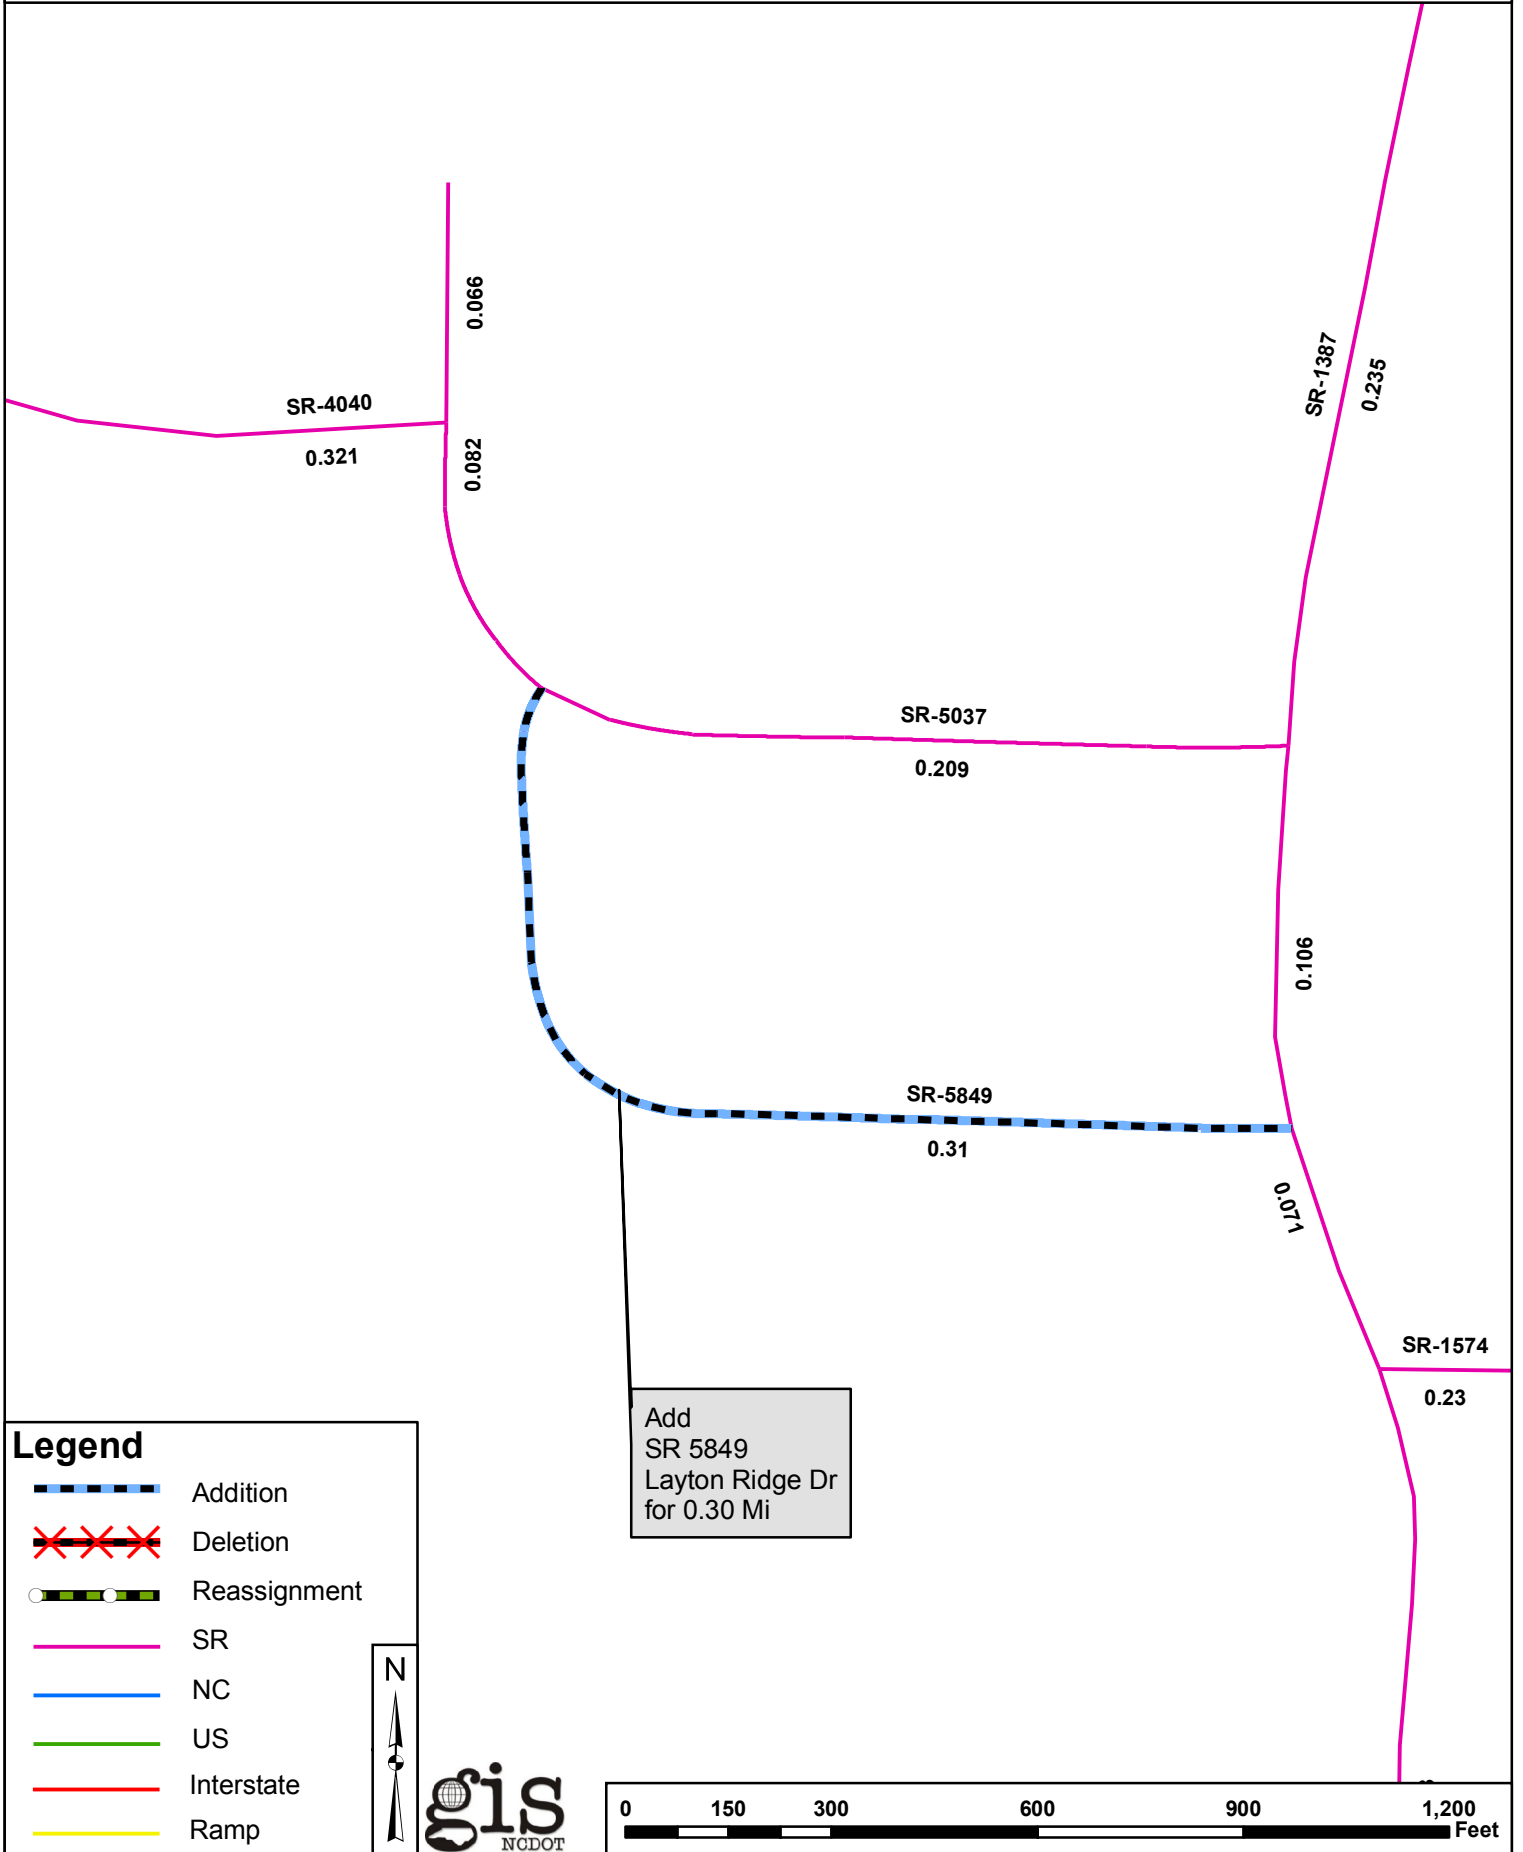 0.066
SR-1387
0.235
SR-4040
0.321
0.082
SR-5037
0.209
0.106
SR-5849
0.31
0.071
SR-1574
0.23
Add
SR 5849
Layton Ridge Dr
for 0.30 Mi
Legend
Addition
Deletion
Reassignment
SR
NC
US
Interstate
Ramp
N
gis
NCDOT
0 150 300 600 900 1,200
Feet